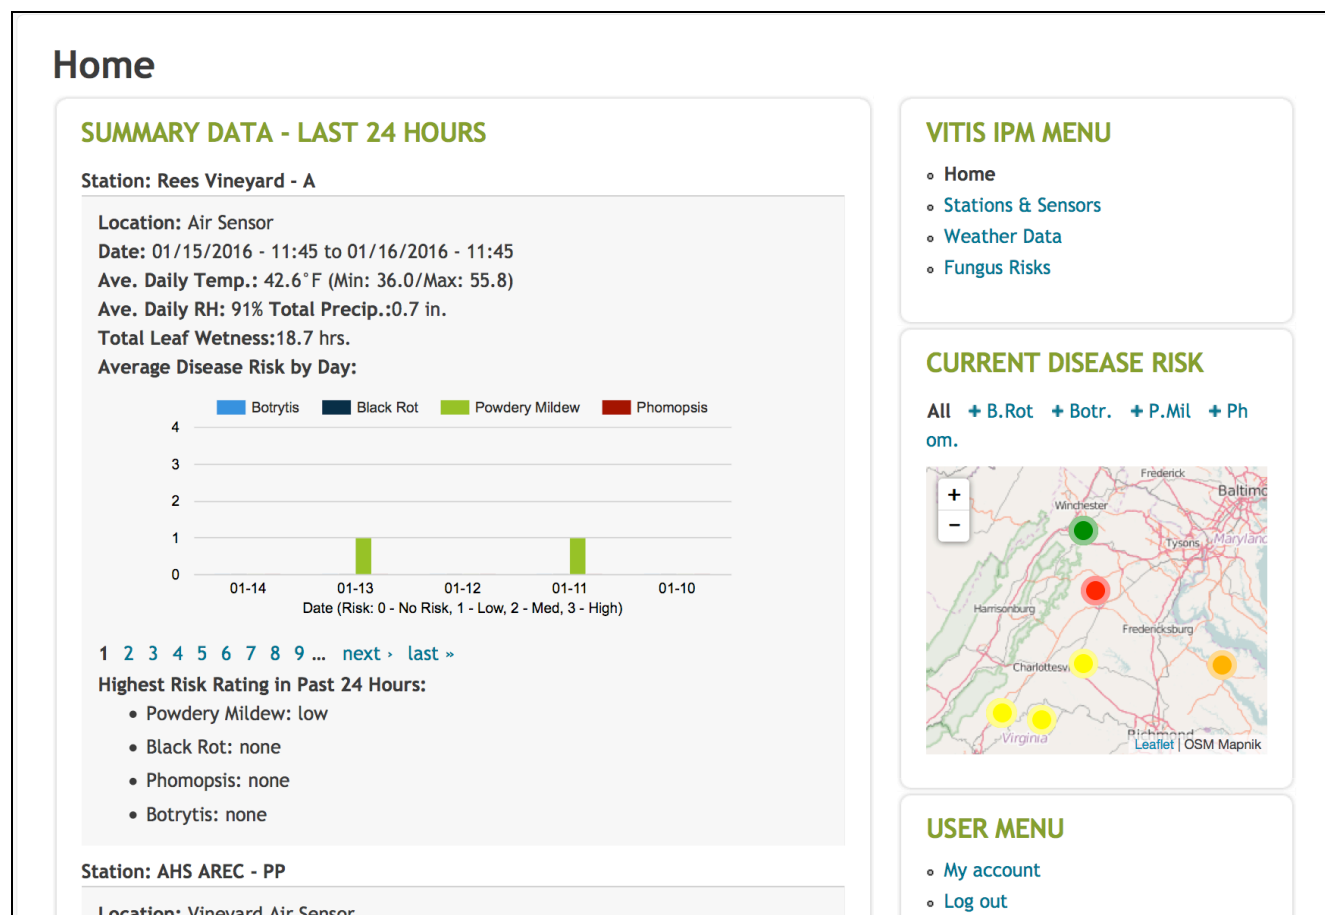 Home
SUMMARY DATA - LAST 24 HOURS
Station: Rees Vineyard - A
Location: Air Sensor
Date: 01/15/2016 - 11:45 to 01/16/2016 - 11:45
Ave. Daily Temp.: 42.6°F (Min: 36.0/Max: 55.8)
Ave. Daily RH: 91% Total Precip.:0.7 in.
Total Leaf Wetness:18.7 hrs.
Average Disease Risk by Day:
Botrytis Black Rot Powdery Mildew Phomopsis
4
3
2
1
0
01-14 01-13 01-12 01-11 01-10
Date (Risk: 0 - No Risk, 1 - Low, 2 - Med, 3 - High)
1 2 3 4 5 6 7 8 9 … next › last »
Highest Risk Rating in Past 24 Hours:
• Powdery Mildew: low
• Black Rot: none
• Phomopsis: none
• Botrytis: none
Station: AHS AREC - PP
Location: Vineyard Air Sensor
VITIS IPM MENU
Home
Stations & Sensors
Weather Data
Fungus Risks
CURRENT DISEASE RISK
All + B.Rot + Botr. + P.Mil + Ph
om.
+
−
Frederick
Baltimo
Winchester
Tysons
Maryland
Harrisonburg
Fredericksburg
Charlottesv
Virginia
Richmond
Leaflet | OSM Mapnik
USER MENU
My account
Log out